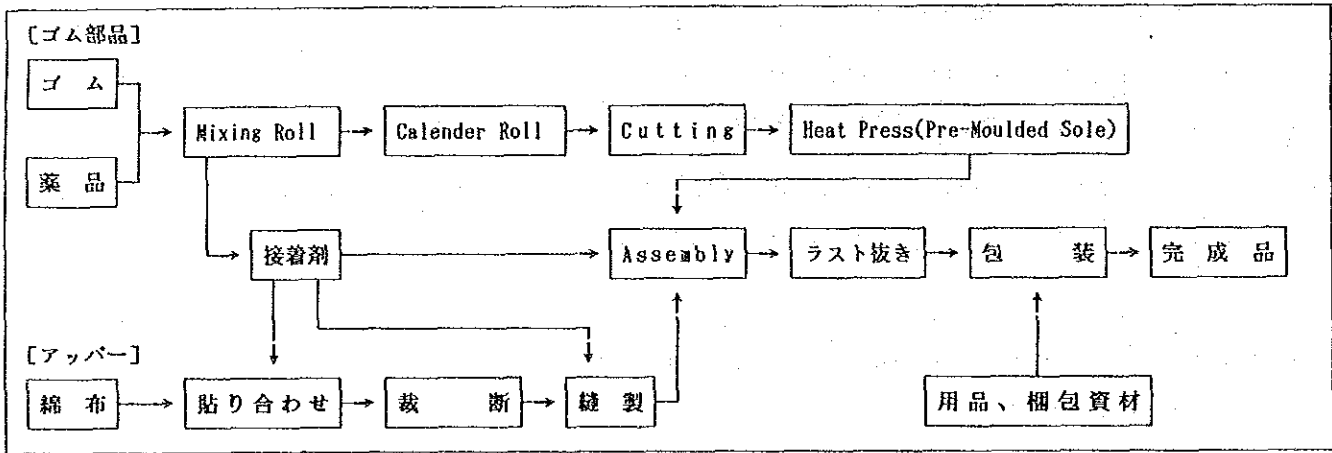 ［ゴム部品］
ゴム
薬品
Mixing Roll
Calender Roll
Cutting
Heat Press(Pre-Moulded Sole)
接着剤
Assembly
ラスト抜き
包装
完成品
［アッパー］
綿布
貼り合わせ
裁断
縫製
用品、梱包資材